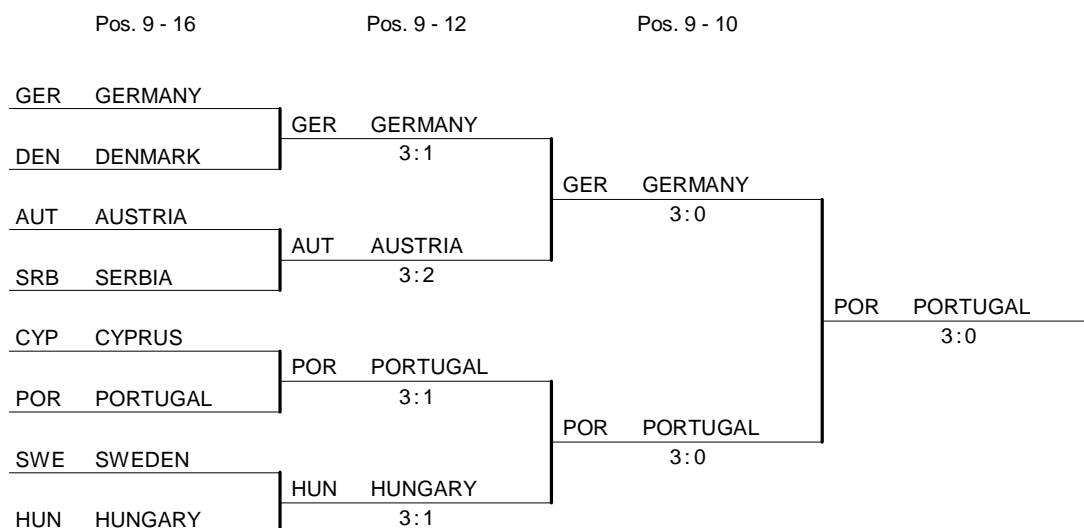 Pos. 9 - 16 Pos. 9 - 12 Pos. 9 - 10
GER GERMANY
GER GERMANY
3:1
DEN DENMARK
GER GERMANY
3:0
AUT AUSTRIA
AUT AUSTRIA
3:2
SRB SERBIA
POR PORTUGAL
3:0
CYP CYPRUS
POR PORTUGAL
3:1
POR PORTUGAL
POR PORTUGAL
3:0
SWE SWEDEN
HUN HUNGARY
3:1
HUN HUNGARY